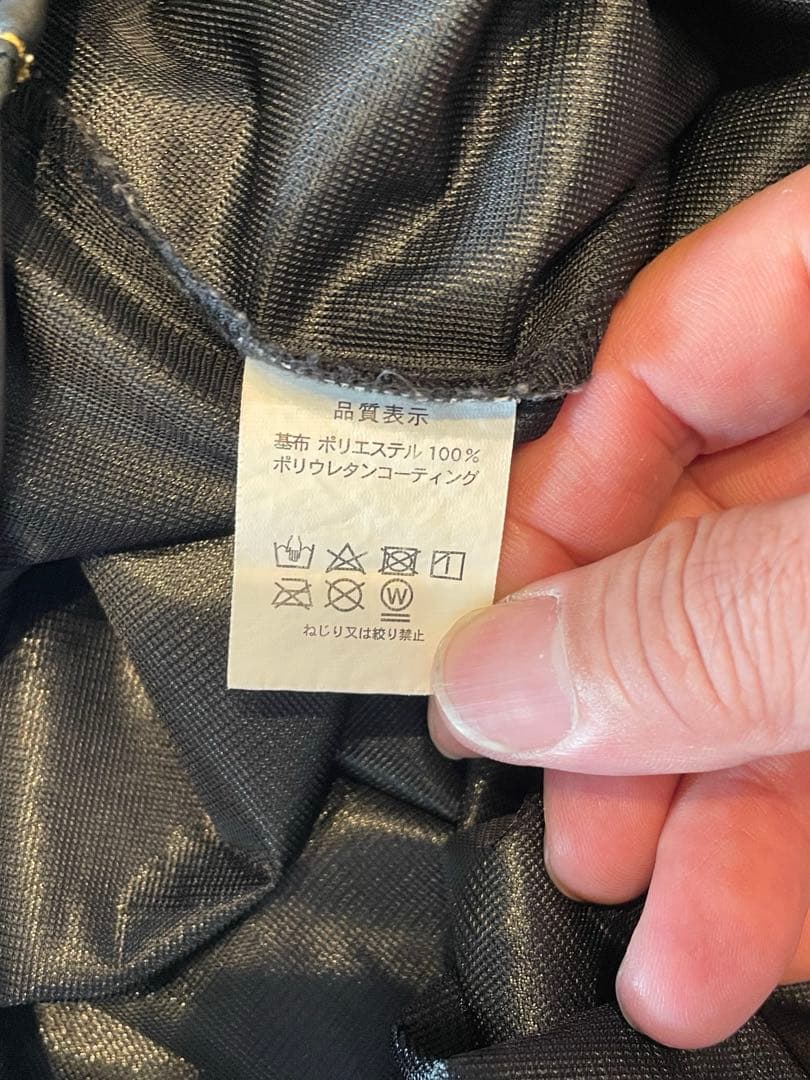 品質表示
基布 ポリエステル 100%
ポリウレタンコーティング
W
ねじり又は絞り禁止